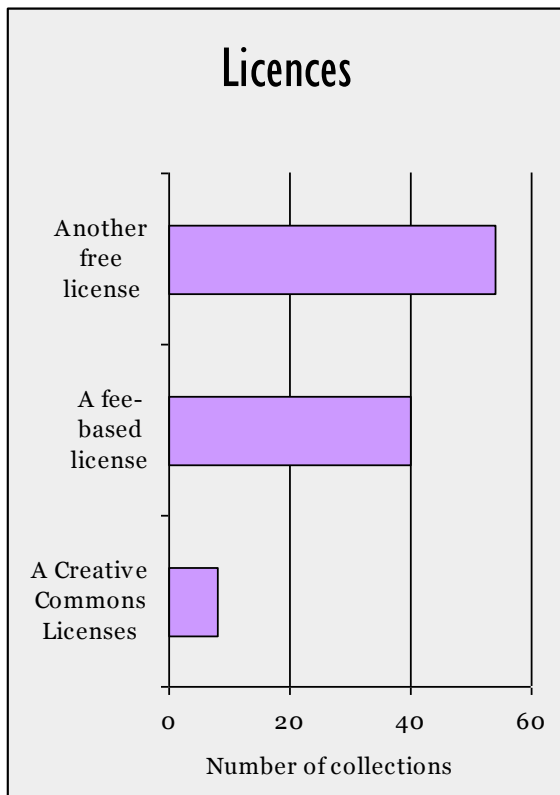 Licences
Another
free
license
A fee-
based
license
A Creative
Commons
Licenses
0 20 40 60
Number of collections